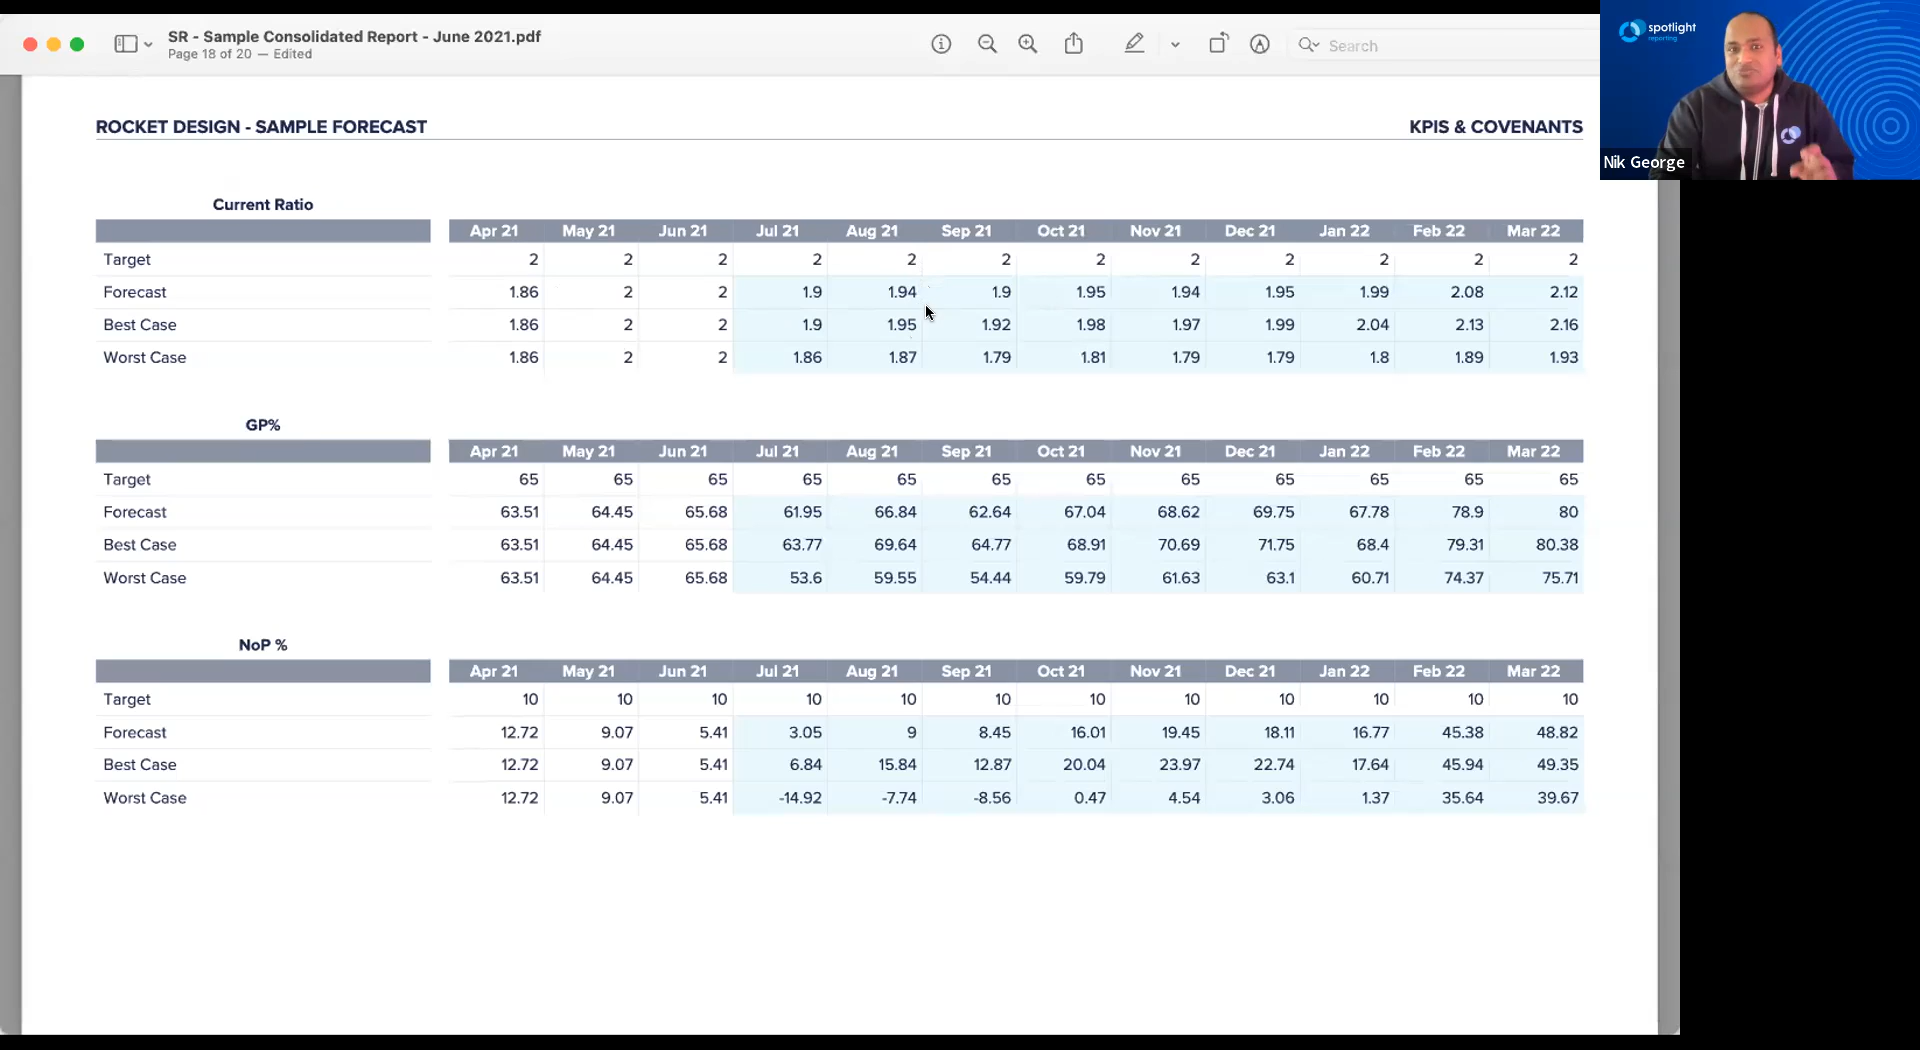 SR - Sample Consolidated Report - June 2021.pdf
Page 18 of 20 — Edited
Search
spotlight
reporting
Nik George
ROCKET DESIGN - SAMPLE FORECAST KPIS & COVENANTS
Current Ratio
Apr 21 May 21 Jun 21 Jul 21 Aug 21 Sep 21 Oct 21 Nov 21 Dec 21 Jan 22 Feb 22 Mar 22
Target 2 2 2 2 2 2 2 2 2 2 2 2
Forecast 1.86 2 2 1.9 1.94 1.9 1.95 1.94 1.95 1.99 2.08 2.12
Best Case 1.86 2 2 1.9 1.95 1.92 1.98 1.97 1.99 2.04 2.13 2.16
Worst Case 1.86 2 2 1.86 1.87 1.79 1.81 1.79 1.79 1.8 1.89 1.93
GP%
Apr 21 May 21 Jun 21 Jul 21 Aug 21 Sep 21 Oct 21 Nov 21 Dec 21 Jan 22 Feb 22 Mar 22
Target 65 65 65 65 65 65 65 65 65 65 65 65
Forecast 63.51 64.45 65.68 61.95 66.84 62.64 67.04 68.62 69.75 67.78 78.9 80
Best Case 63.51 64.45 65.68 63.77 69.64 64.77 68.91 70.69 71.75 68.4 79.31 80.38
Worst Case 63.51 64.45 65.68 53.6 59.55 54.44 59.79 61.63 63.1 60.71 74.37 75.71
NoP %
Apr 21 May 21 Jun 21 Jul 21 Aug 21 Sep 21 Oct 21 Nov 21 Dec 21 Jan 22 Feb 22 Mar 22
Target 10 10 10 10 10 10 10 10 10 10 10 10
Forecast 12.72 9.07 5.41 3.05 9 8.45 16.01 19.45 18.11 16.77 45.38 48.82
Best Case 12.72 9.07 5.41 6.84 15.84 12.87 20.04 23.97 22.74 17.64 45.94 49.35
Worst Case 12.72 9.07 5.41 -14.92 -7.74 -8.56 0.47 4.54 3.06 1.37 35.64 39.67